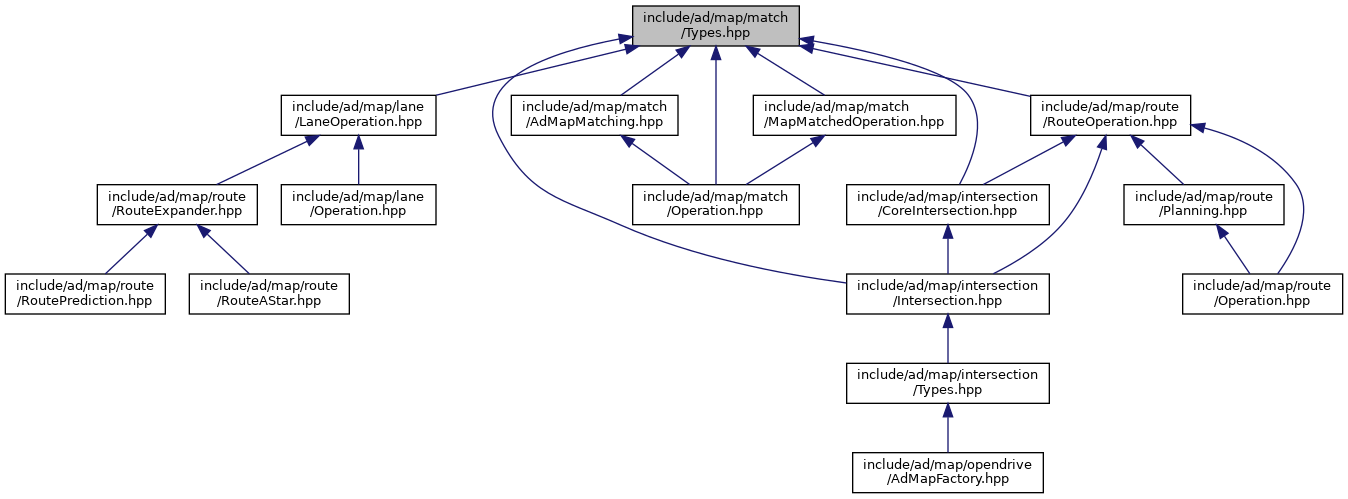 include/ad/map/match
/Types.hpp
include/ad/map/lane
/LaneOperation.hpp
include/ad/map/match
/AdMapMatching.hpp
include/ad/map/match
/MapMatchedOperation.hpp
include/ad/map/route
/RouteOperation.hpp
include/ad/map/route
/RouteExpander.hpp
include/ad/map/lane
/Operation.hpp
include/ad/map/match
/Operation.hpp
include/ad/map/intersection
/CoreIntersection.hpp
include/ad/map/route
/Planning.hpp
include/ad/map/route
/RoutePrediction.hpp
include/ad/map/route
/RouteAStar.hpp
include/ad/map/intersection
/Intersection.hpp
include/ad/map/route
/Operation.hpp
include/ad/map/intersection
/Types.hpp
include/ad/map/opendrive
/AdMapFactory.hpp